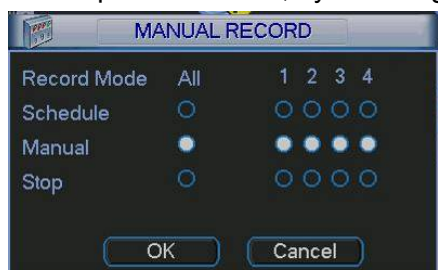 MANUAL RECORD
Record Mode All 1 2 3 4
Schedule
Manual
Stop
OK Cancel